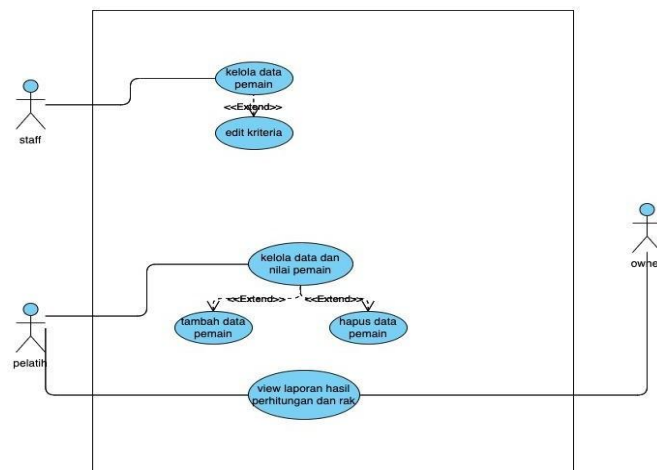 kelola data
pemain
<<Extend>>
edit kriteria
staff
kelola data dan
nilai pemain
<<Extend>>
<<Extend>>
tambah data
pemain
hapus data
pemain
owne
pelatih
view laporan hasil
perhitungan dan rak